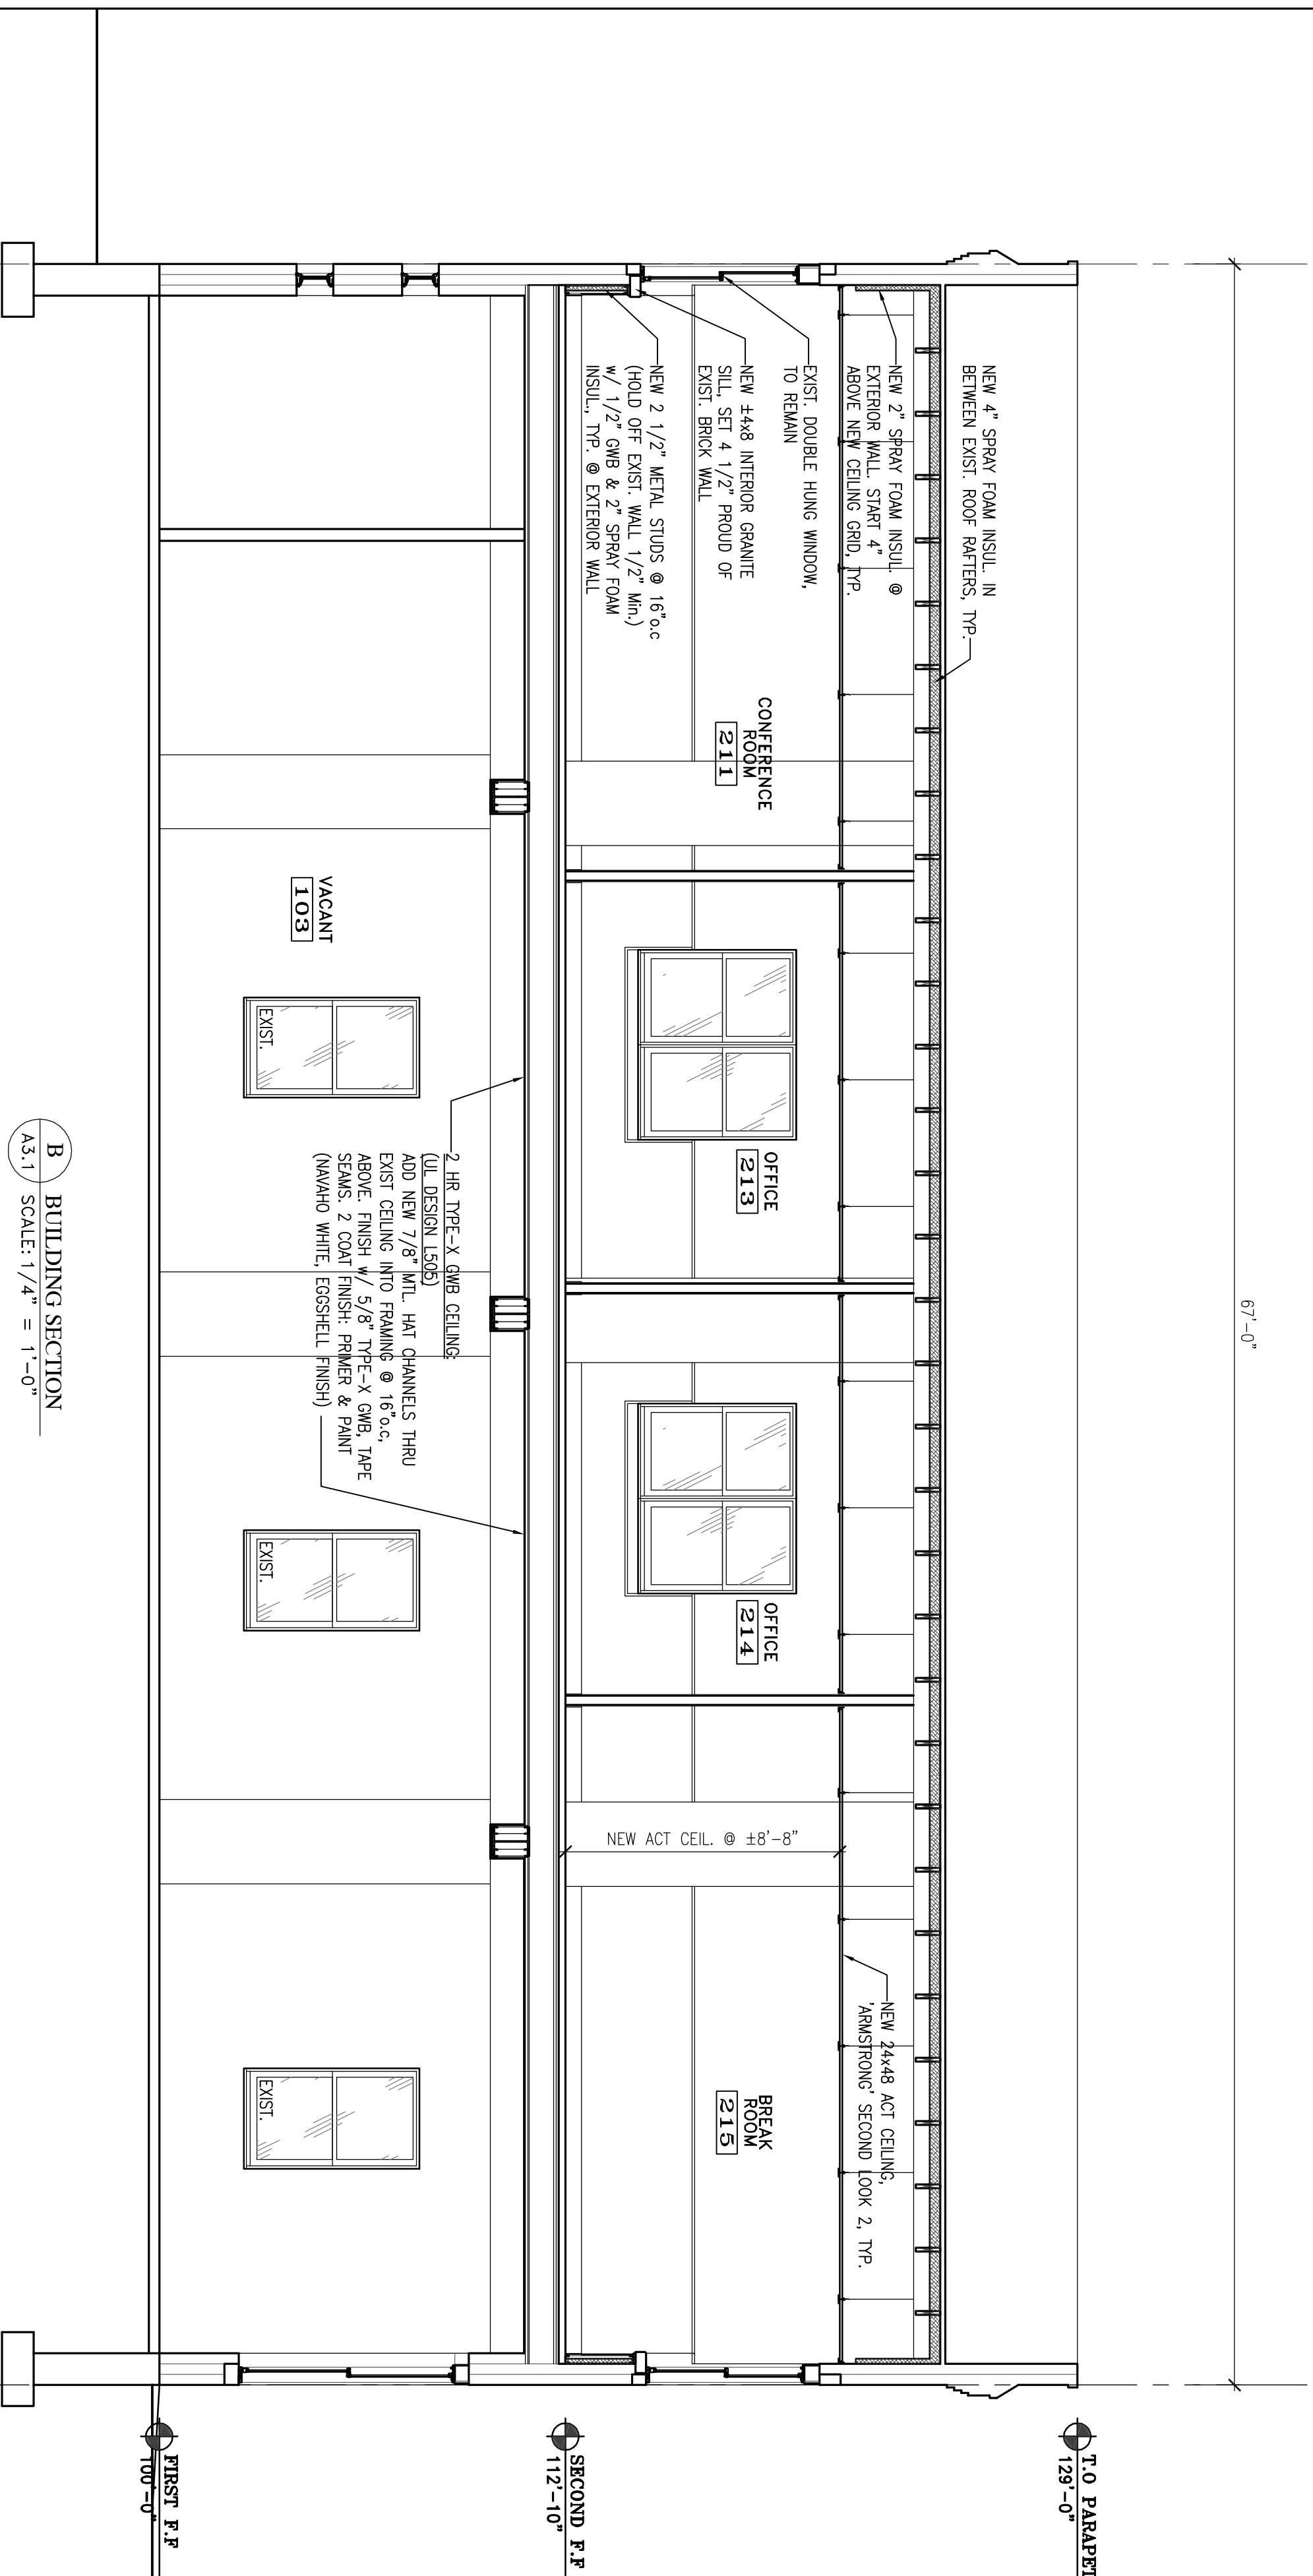 67'-0"
T.O PARAPET
129'-0"
NEW 4" SPRAY FOAM INSUL. IN
BETWEEN EXIST. ROOF RAFTERS, TYP.
NEW 2" SPRAY FOAM INSUL. @
EXTERIOR WALL. START 4"
ABOVE NEW CEILING GRID, TYP.
EXIST. DOUBLE HUNG WINDOW,
TO REMAIN
NEW ±4x8 INTERIOR GRANITE
SILL, SET 4 1/2" PROUD OF
EXIST. BRICK WALL
NEW 2 1/2" METAL STUDS @ 16"o.c
(HOLD OFF EXIST. WALL 1/2" Min.)
w/ 1/2" GWB & 2" SPRAY FOAM
INSUL., TYP. @ EXTERIOR WALL
CONFERENCE
ROOM
211
OFFICE
213
OFFICE
214
NEW ACT CEIL. @ ±8'-8"
NEW 24x48 ACT CEILING,
'ARMSTRONG' SECOND LOOK 2, TYP.
BREAK
ROOM
215
SECOND F.F
112'-10"
VACANT
103
2 HR TYPE-X GWB CEILING:
(UL DESIGN L505)
ADD NEW 7/8" MTL. HAT CHANNELS THRU
EXIST CEILING INTO FRAMING @ 16"o.c,
ABOVE. FINISH w/ 5/8" TYPE-X GWB, TAPE
SEAMS. 2 COAT FINISH: PRIMER & PAINT
(NAVAHO WHITE, EGGSHELL FINISH)
EXIST.
EXIST.
EXIST.
FIRST F.F
100'-0"
B
A3.1
BUILDING SECTION
SCALE: 1/4" = 1'-0"